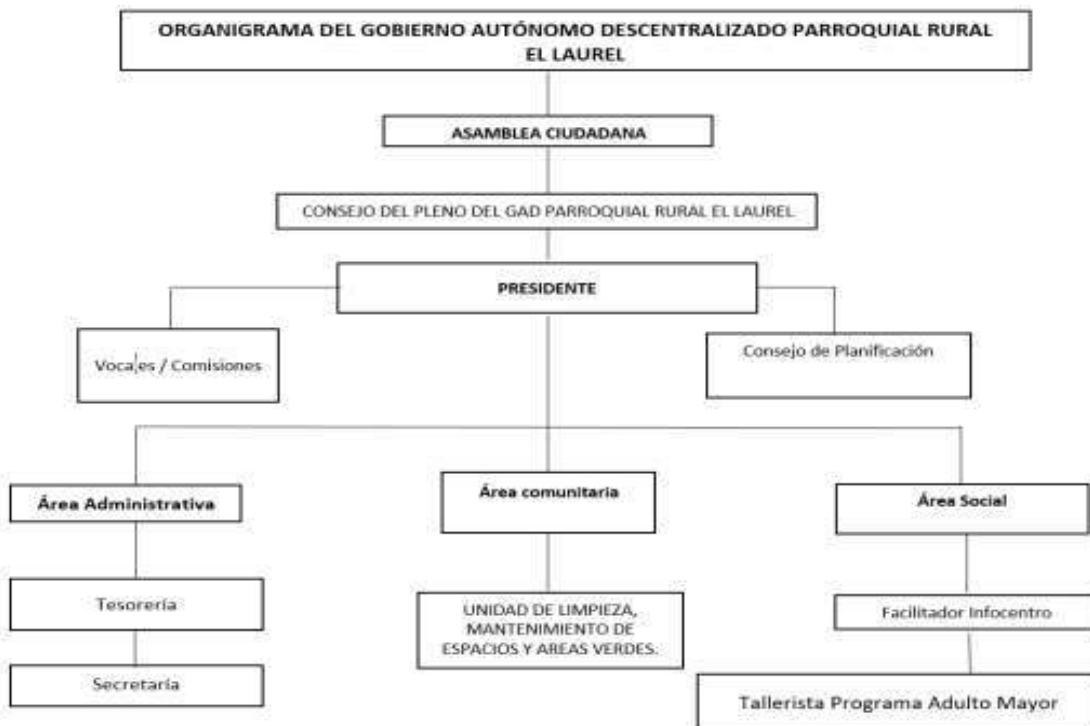 ORGANIGRAMA DEL GOBIERNO AUTÓNOMO DESCENTRALIZADO PARROQUIAL RURAL
EL LAUREL
ASAMBLEA CIUDADANA
CONSEJO DEL PLENO DEL GAD PARROQUIAL RURAL EL LAUREL
PRESIDENTE
Vocales / Comisiones
Consejo de Planificación
Área Administrativa
Área comunitaria
Área Social
Tesorería
UNIDAD DE LIMPIEZA,
MANTENIMIENTO DE
ESPACIOS Y AREAS VERDES.
Facilitador Infocentro
Secretaría
Tallerista Programa Adulto Mayor